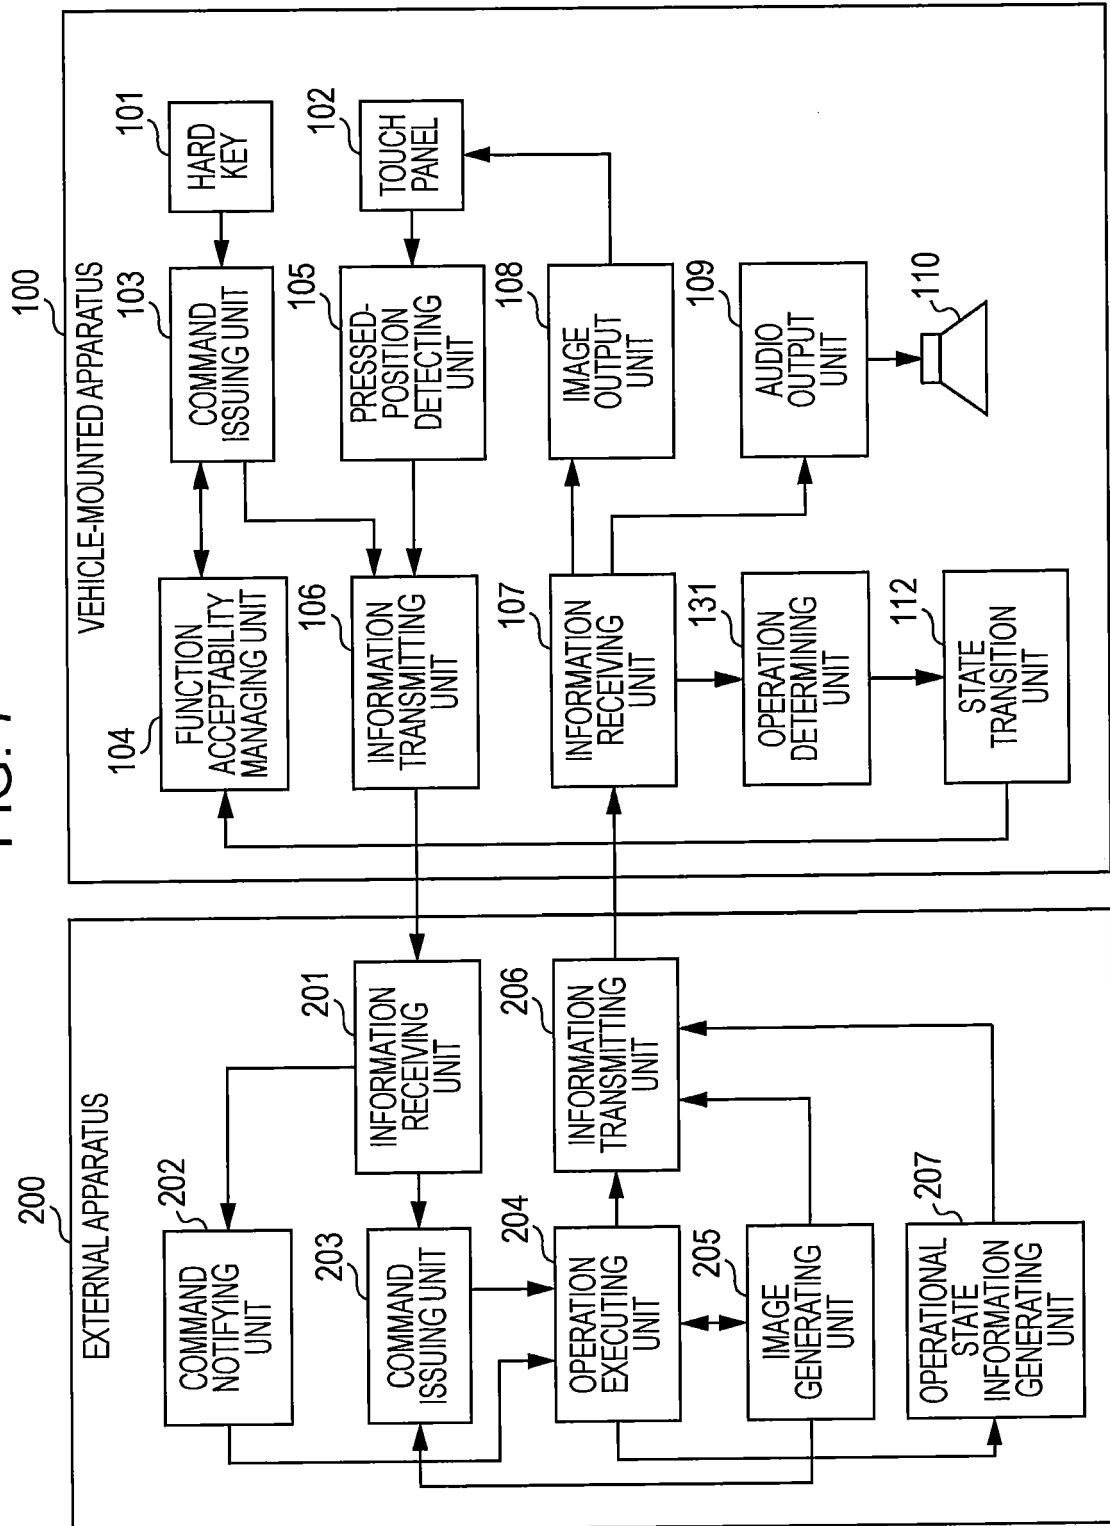 FIG. 7
200
EXTERNAL APPARATUS
202
COMMAND
NOTIFYING
UNIT
201
INFORMATION
RECEIVING
UNIT
203
COMMAND
ISSUING UNIT
204
OPERATION
EXECUTING
UNIT
206
INFORMATION
TRANSMITTING
UNIT
205
IMAGE
GENERATING
UNIT
207
OPERATIONAL
STATE
INFORMATION
GENERATING
UNIT
100
VEHICLE-MOUNTED APPARATUS
104
FUNCTION
ACCEPTABILITY
MANAGING UNIT
103
COMMAND
ISSUING UNIT
101
HARD
KEY
106
INFORMATION
TRANSMITTING
UNIT
105
PRESSED-
POSITION
DETECTING
UNIT
102
TOUCH
PANEL
107
INFORMATION
RECEIVING
UNIT
108
IMAGE
OUTPUT
UNIT
131
OPERATION
DETERMINING
UNIT
109
AUDIO
OUTPUT
UNIT
112
STATE
TRANSITION
UNIT
110